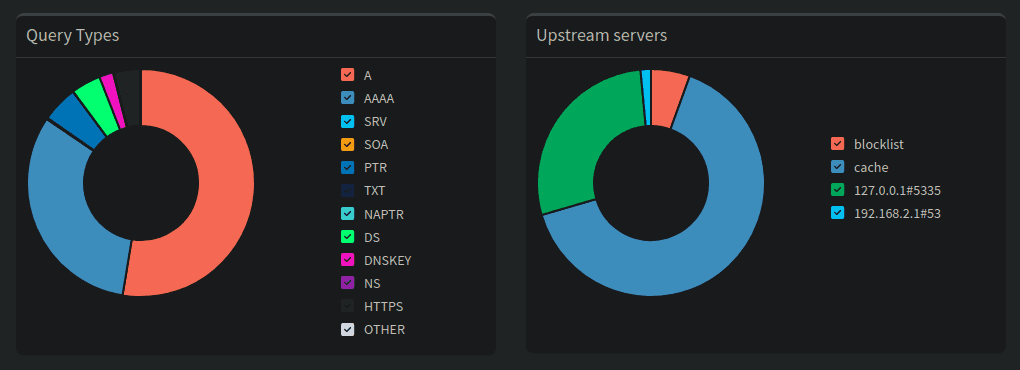 Query Types
A
AAAA
SRV
SOA
PTR
TXT
NAPTR
DS
DNSKEY
NS
HTTPS
OTHER
Upstream servers
blocklist
cache
127.0.0.1#5335
192.168.2.1#53